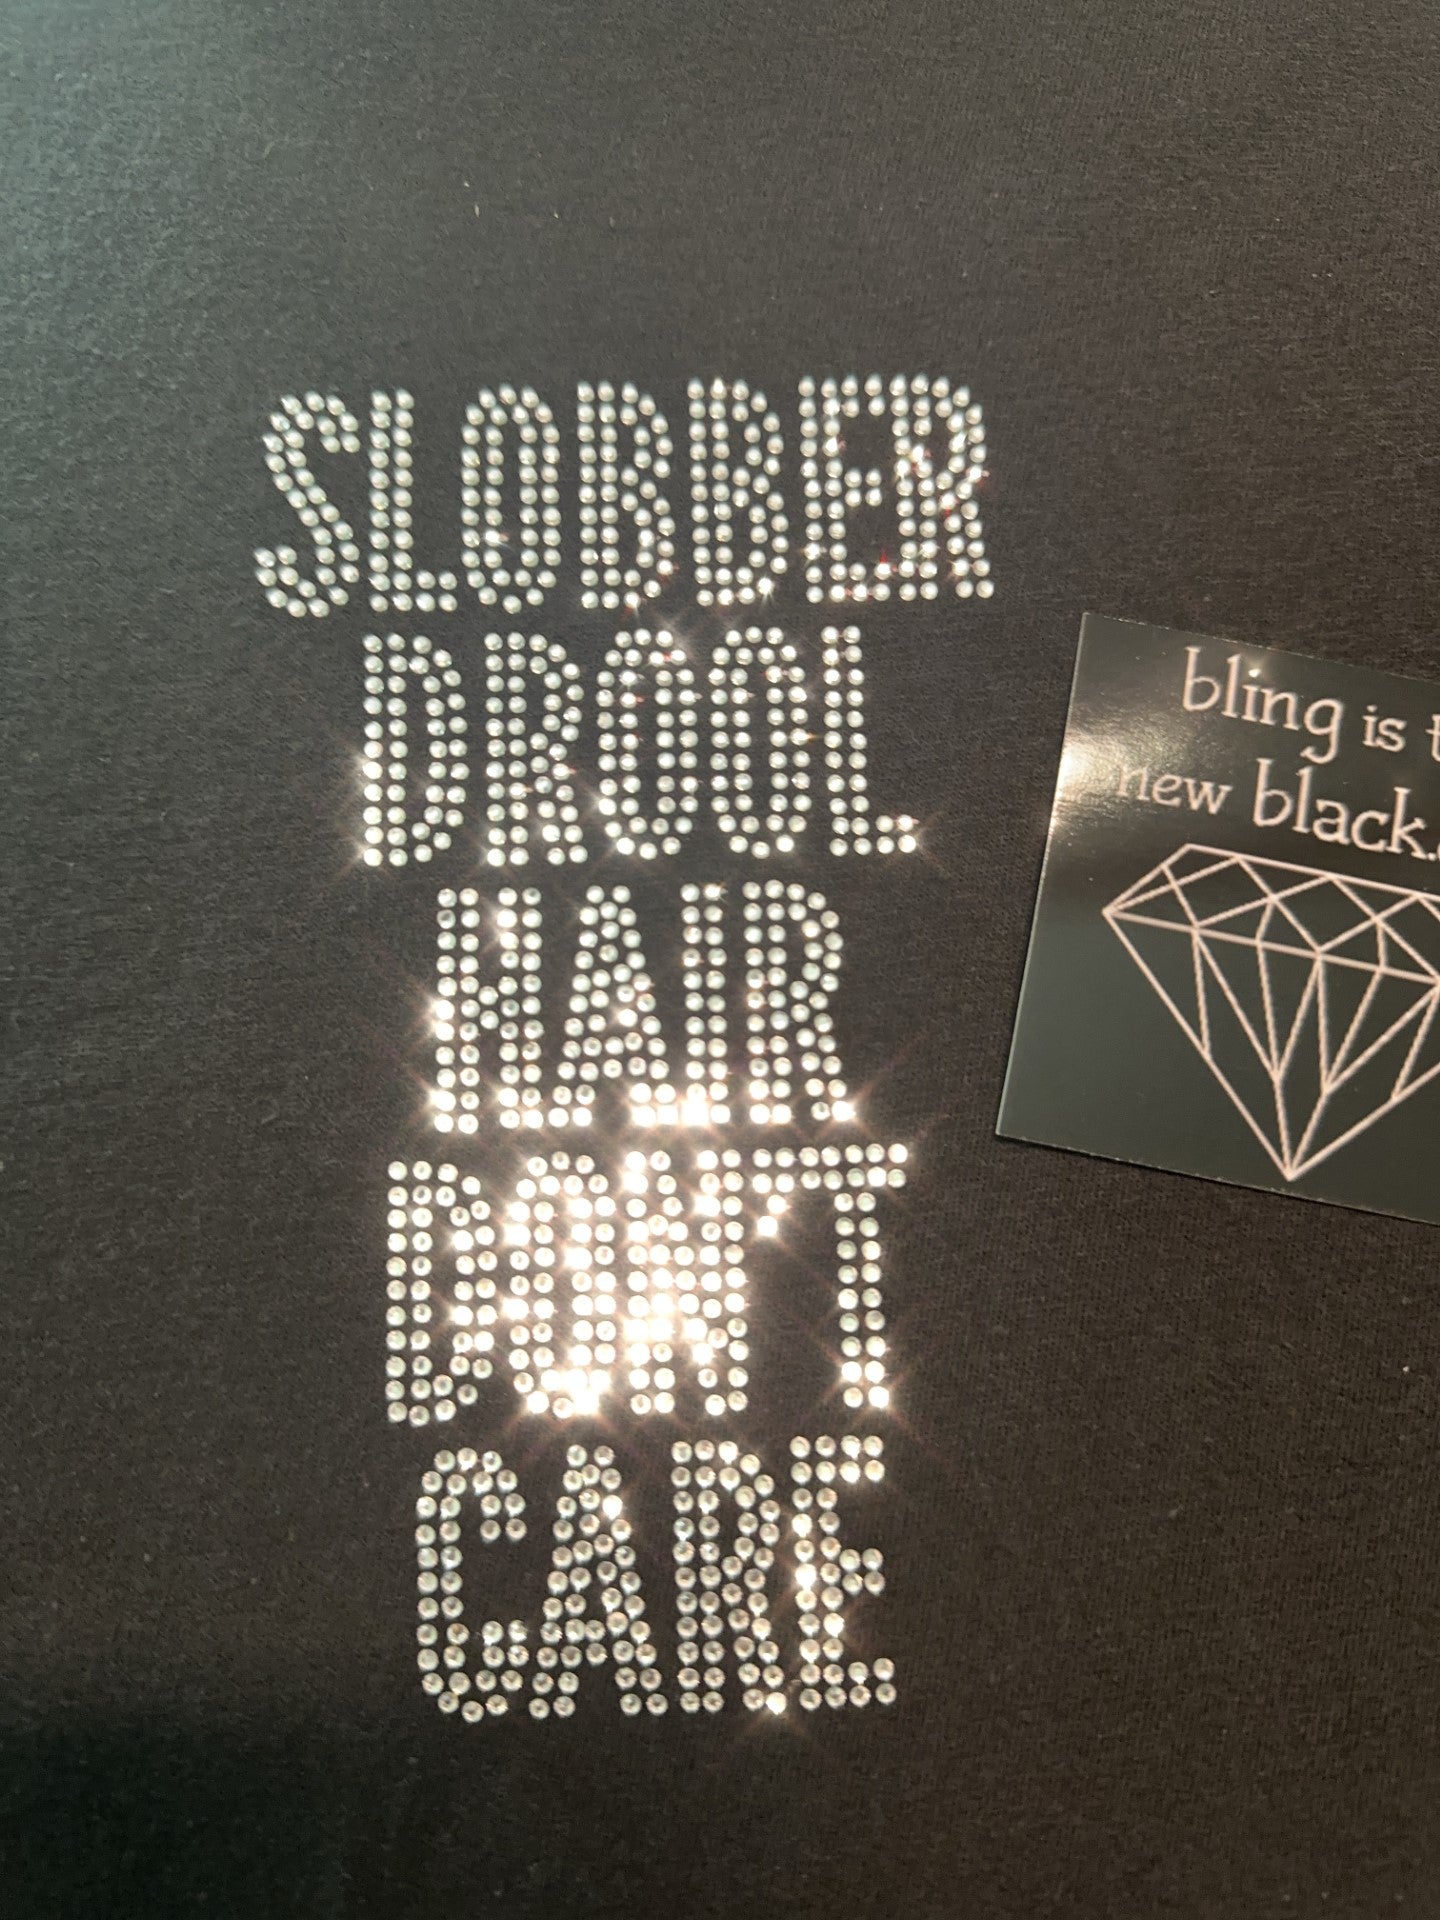 SLOBBER
DROOL
HAIR
DON'T
CARE
bling is
new black.